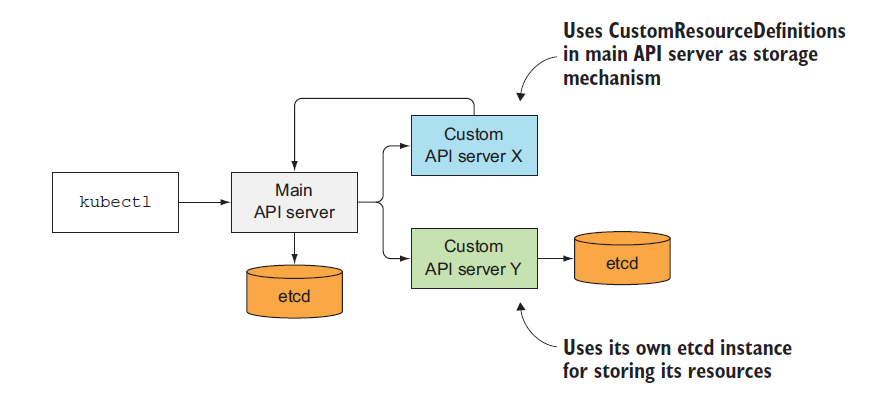 Uses CustomResourceDefinitions
in main API server as storage
mechanism
Custom
API server X
kubectl
Main
API server
Custom
API server Y
etcd
etcd
Uses its own etcd instance
for storing its resources